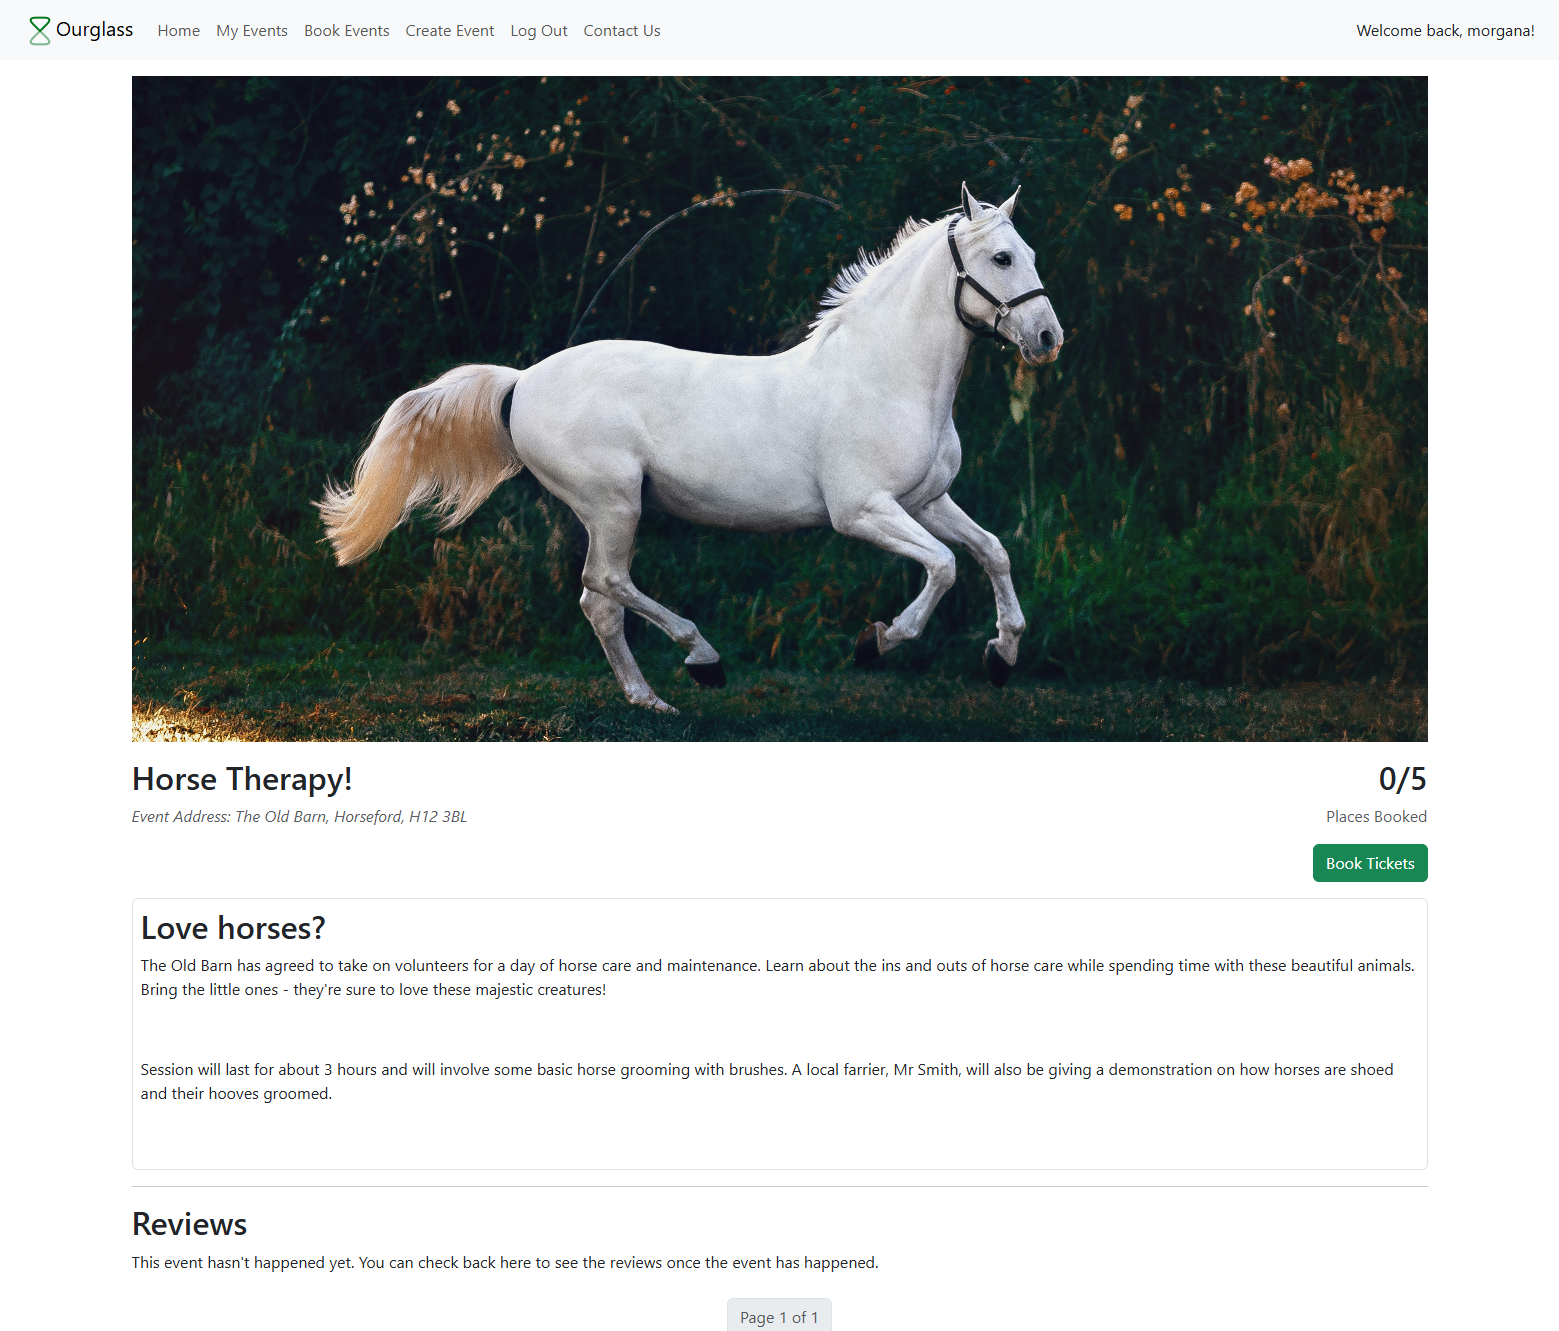 Ourglass Home My Events Book Events Create Event Log Out Contact Us Welcome back, morgana!
Horse Therapy! 0/5
Event Address: The Old Barn, Horseford, H12 3BL Places Booked
Book Tickets
Love horses?
The Old Barn has agreed to take on volunteers for a day of horse care and maintenance. Learn about the ins and outs of horse care while spending time with these beautiful animals.
Bring the little ones - they're sure to love these majestic creatures!
Session will last for about 3 hours and will involve some basic horse grooming with brushes. A local farrier, Mr Smith, will also be giving a demonstration on how horses are shoed
and their hooves groomed.
Reviews
This event hasn't happened yet. You can check back here to see the reviews once the event has happened.
Page 1 of 1